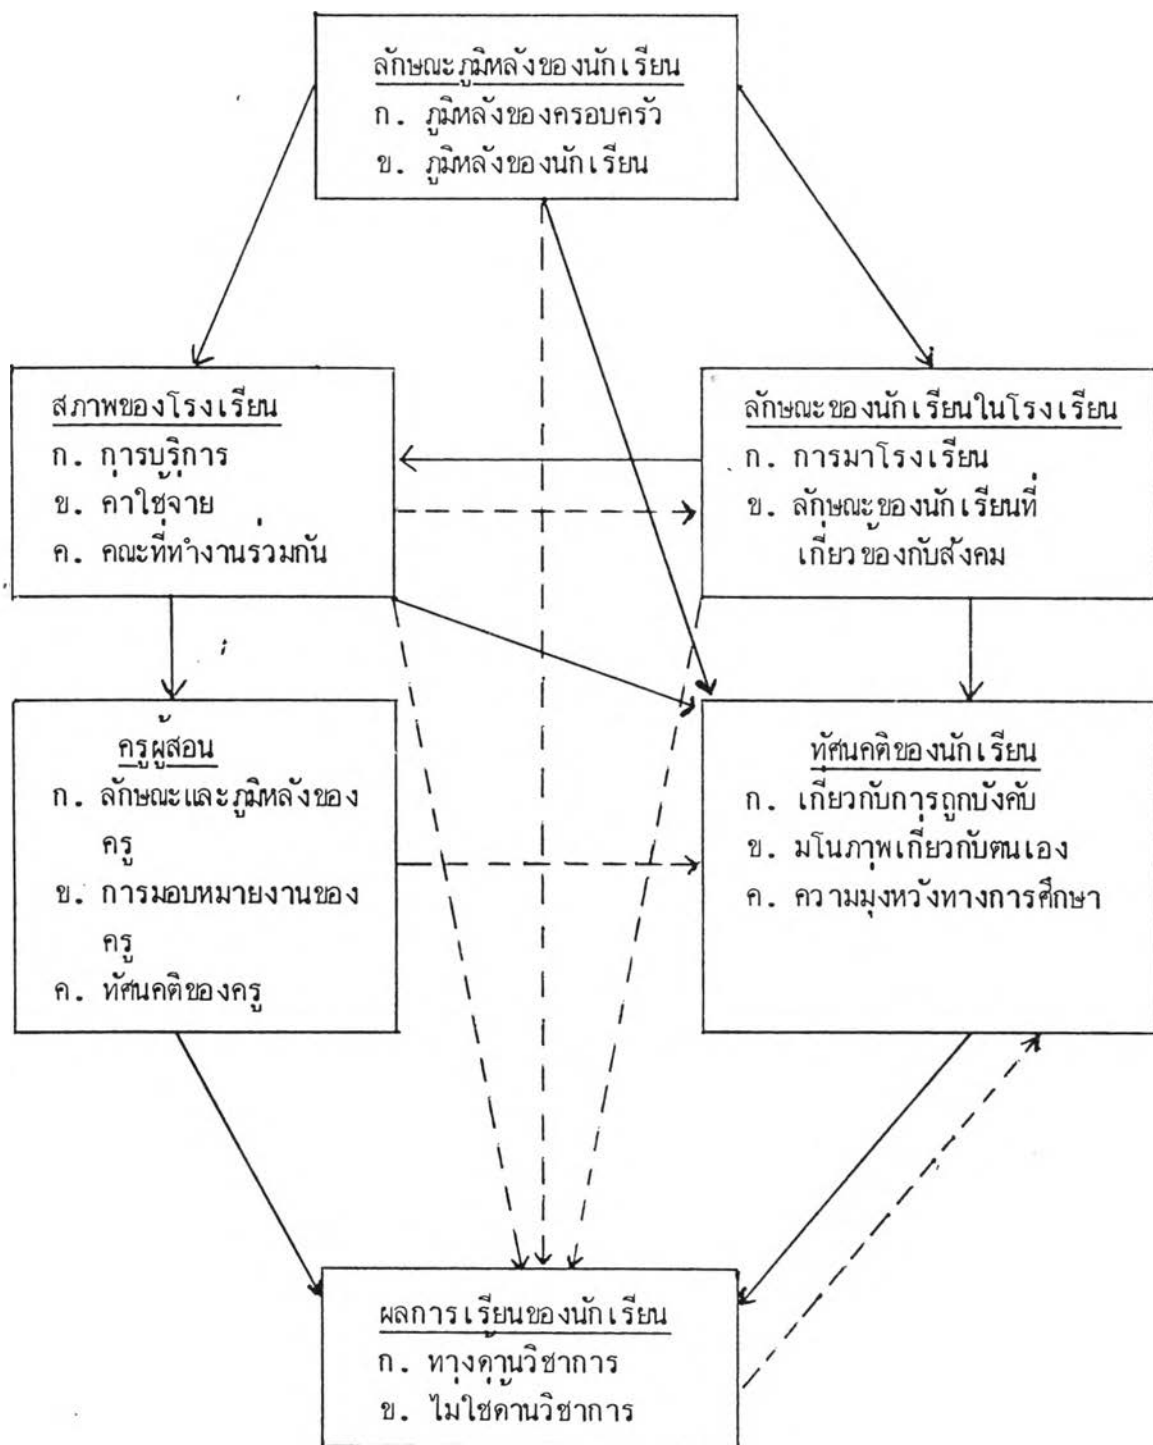 ลักษณะภูมิหลังของนักเรียน
ก. ภูมิหลังของครอบครัว
ข. ภูมิหลังของนักเรียน
สภาพของโรงเรียน
ก. การบริการ
ข. ค่าใช้จ่าย
ค. คณะที่ทำงานร่วมกัน
ลักษณะของนักเรียนในโรงเรียน
ก. การมาโรงเรียน
ข. ลักษณะของนักเรียนที่
เกี่ยวข้องกับสังคม
ครูผู้สอน
ก. ลักษณะและภูมิหลังของ
ครู
ข. การมอบหมายงานของ
ครู
ค. ทัศนคติของครู
ทัศนคติของนักเรียน
ก. เกี่ยวกับการถูกบังคับ
ข. มโนภาพเกี่ยวกับตนเอง
ค. ความมุ่งหวังทางการศึกษา
ผลการเรียนของนักเรียน
ก. ทางด้านวิชาการ
ข. ไม่ใช่ด้านวิชาการ